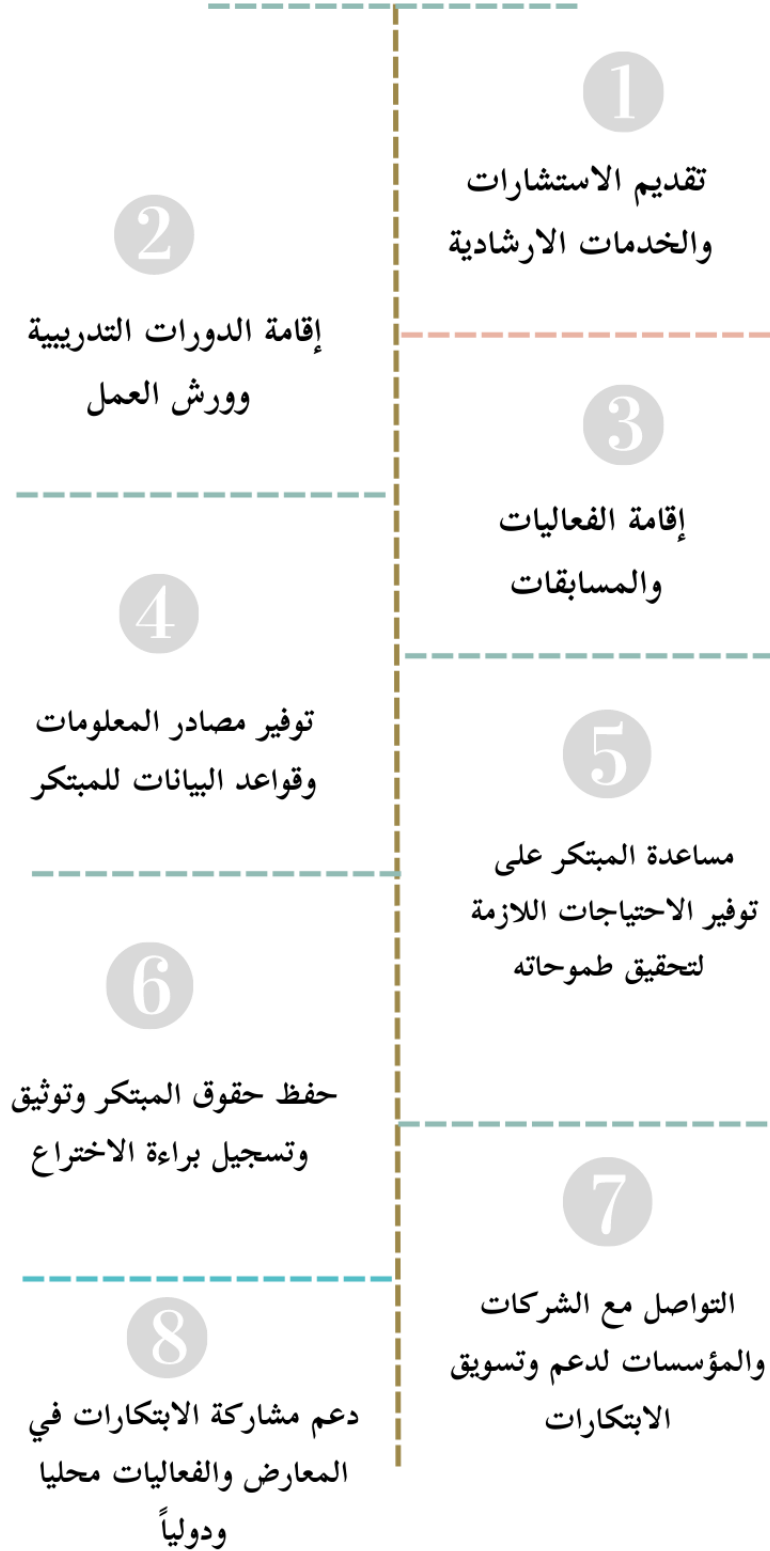 1
تقديم الاستشارات
والخدمات الارشادية
2
إقامة الدورات التدريبية
وورش العمل
3
إقامة الفعاليات
والمسابقات
4
توفير مصادر المعلومات
وقواعد البيانات للمبتكر
5
مساعدة المبتكر على
توفير الاحتياجات اللازمة
لتحقيق طموحاته
6
حفظ حقوق المبتكر وتوثيق
وتسجيل براءة الاختراع
7
التواصل مع الشركات
والمؤسسات لدعم وتسويق
الابتكارات
8
دعم مشاركة الابتكارات في
المعارض والفعاليات محليا
ودولياً